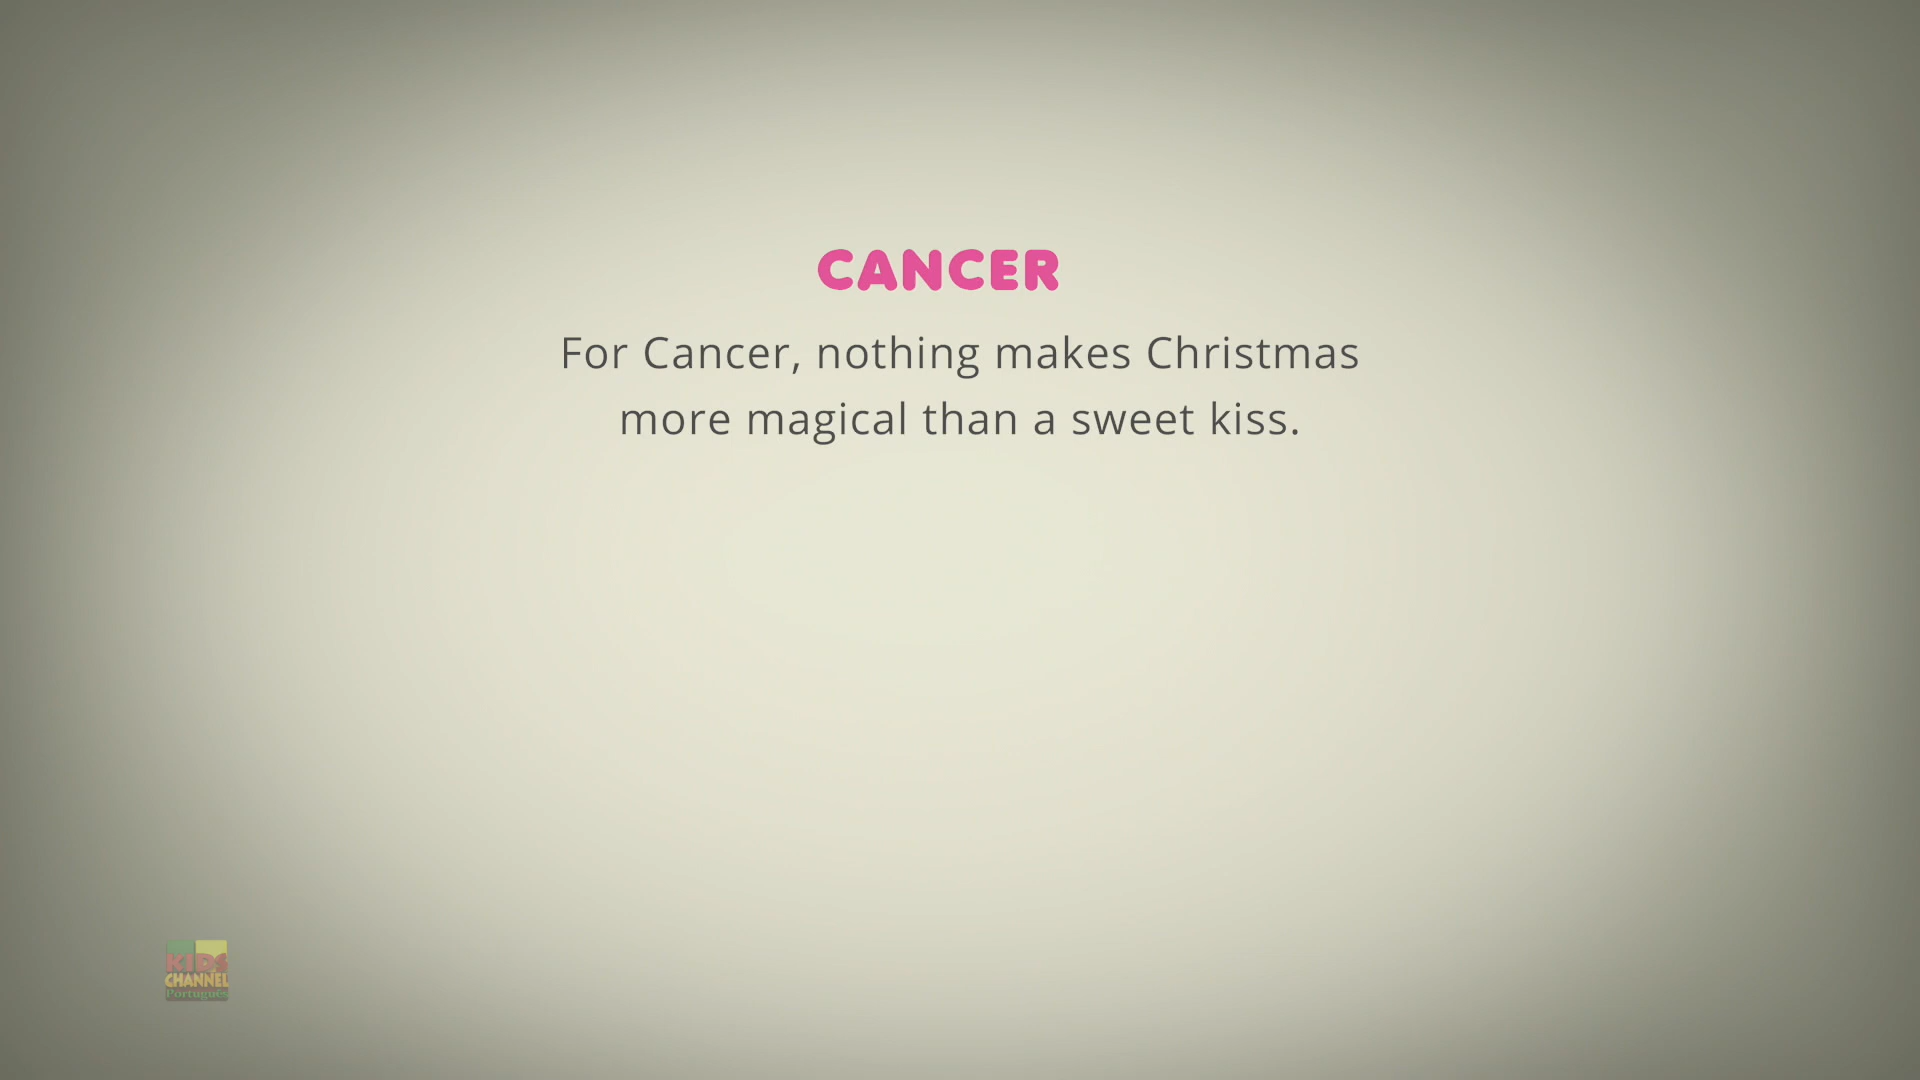 CANCER
For Cancer, nothing makes Christmas
more magical than a sweet kiss.
KIDS
CHANNEL
Português